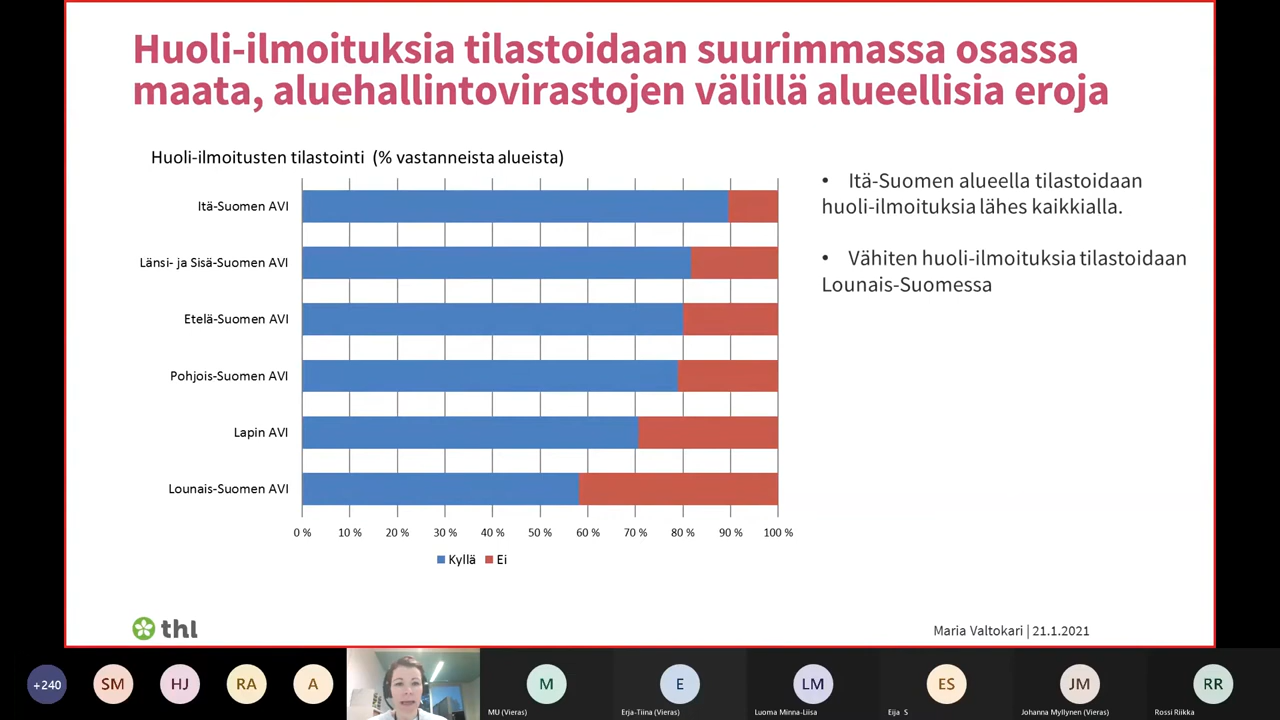 Huoli-ilmoituksia tilastoidaan suurimmassa osassa
maata, aluehallintovirastojen välillä alueellisia eroja
Huoli-ilmoitusten tilastointi (% vastanneista alueista)
Itä-Suomen AVI
Länsi- ja Sisä-Suomen AVI
Etelä-Suomen AVI
Pohjois-Suomen AVI
Lapin AVI
Lounais-Suomen AVI
0 % 10 % 20 % 30 % 40 % 50 % 60 % 70 % 80 % 90 % 100 %
Kyllä Ei
• Itä-Suomen alueella tilastoidaan
huoli-ilmoituksia lähes kaikkialla.
• Vähiten huoli-ilmoituksia tilastoidaan
Lounais-Suomessa
thl
Maria Valtokari | 21.1.2021
+240 SM HJ RA A M E LM ES JM RR
MU (Vieras) Erja-Tiina (Vieras) Luoma Minna-Liisa Eija S Johanna Myllynen (Vieras) Rossi Riikka